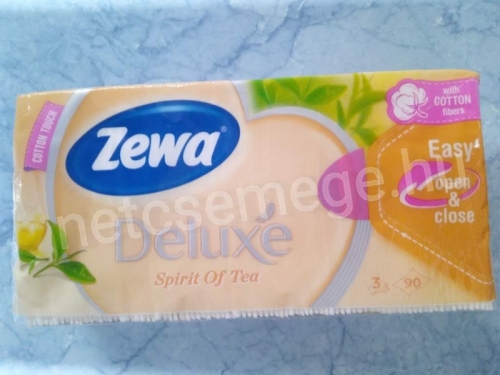 COTTON TOUCH
Zewa®
with
COTTON
fibers
Easy
open
&
close
netcsemege.hu
Deluxe
Spirit Of Tea
3 90